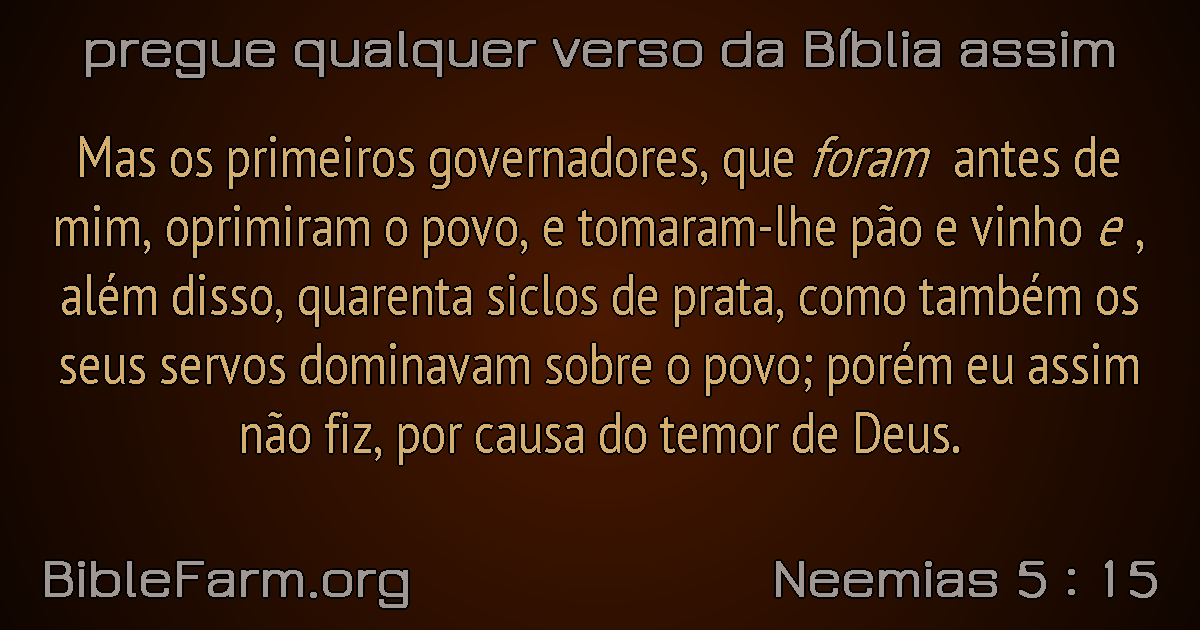 pregue qualquer verso da Bíblia assim
Mas os primeiros governadores, que foram antes de
mim, oprimiram o povo, e tomaram-lhe pão e vinho e ,
além disso, quarenta siclos de prata, como também os
seus servos dominavam sobre o povo; porém eu assim
não fiz, por causa do temor de Deus.
BibleFarm.org
Neemias 5 : 15